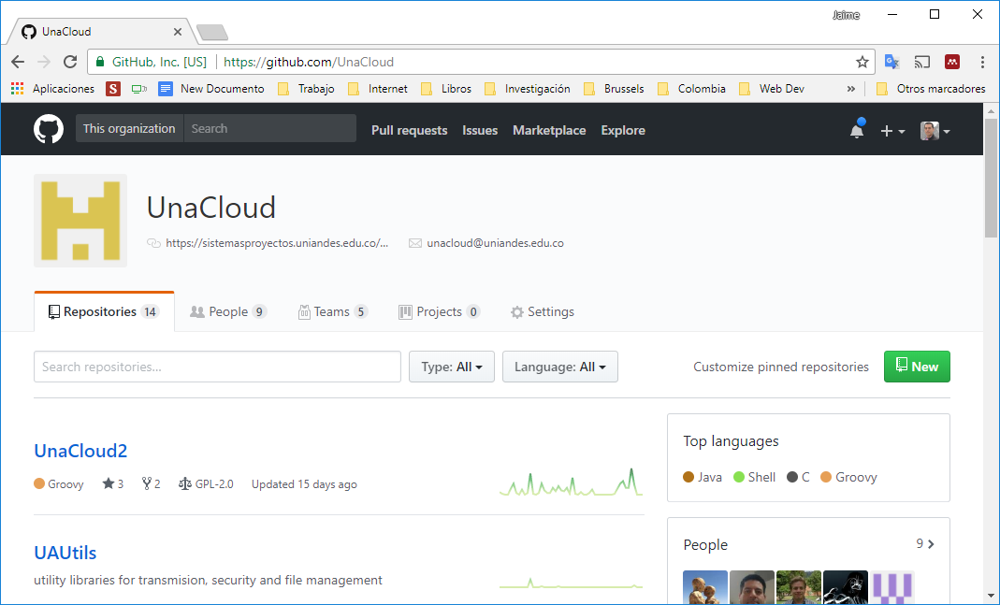 Jaime
UnaCloud
GitHub, Inc. [US] https://github.com/UnaCloud
Aplicaciones S New Documento Trabajo Internet Libros Investigación Brussels Colombia Web Dev » Otros marcadores
This organization Search Pull requests Issues Marketplace Explore
UnaCloud
https://sistemasproyectos.uniandes.edu.co/... unacloud@uniandes.edu.co
Repositories 14 People 9 Teams 5 Projects 0 Settings
Search repositories... Type: All Language: All Customize pinned repositories New
UnaCloud2
Groovy 3 2 GPL-2.0 Updated 15 days ago
UAUtils
utility libraries for transmision, security and file management
Top languages
Java Shell C Groovy
People 9